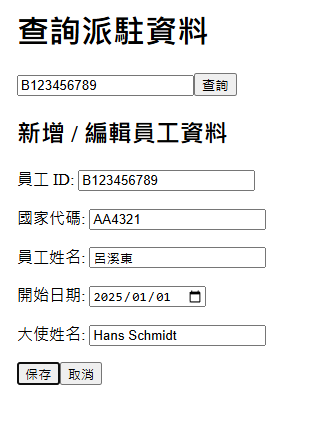 查詢派駐資料
B123456789 查詢
新增 / 編輯員工資料
員工 ID: B123456789
國家代碼: AA4321
員工姓名: 呂溪東
開始日期: 2025/01/01
大使姓名: Hans Schmidt
保存 取消